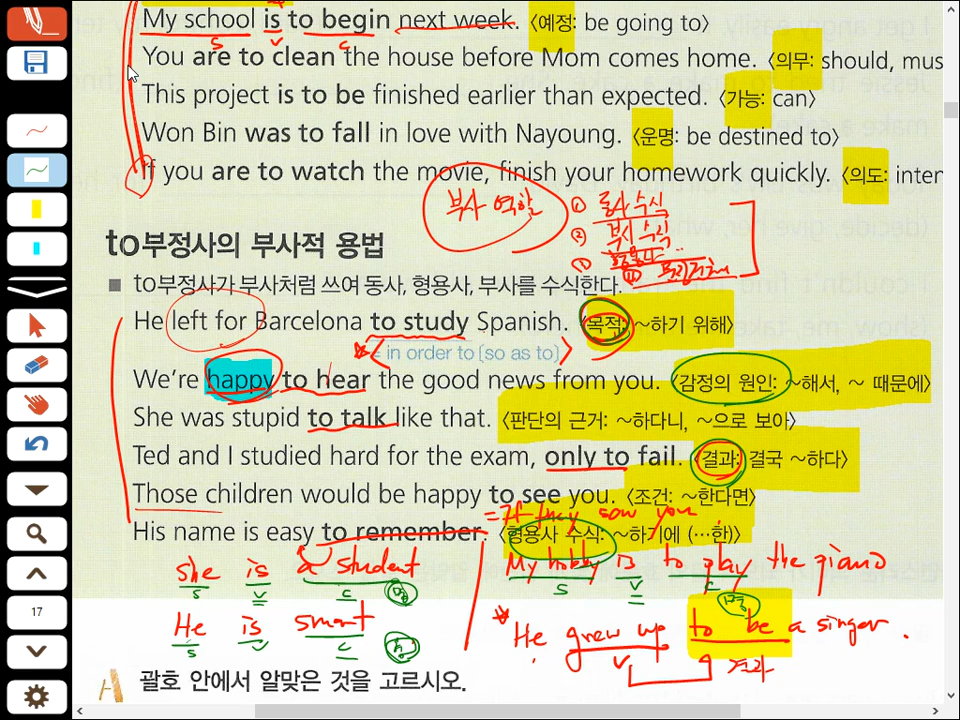 My school is to begin next week. 〈예정: be going to〉
You are to clean the house before Mom comes home. 〈의무: should, mus
This project is to be finished earlier than expected. 〈가능: can〉
Won Bin was to fall in love with Nayoung. 〈운명: be destined to〉
If you are to watch the movie, finish your homework quickly. 〈의도: inten
부사 역할
① 동사 수식
② 부사 수식
to부정사의 부사적 용법
■ to부정사가 부사처럼 쓰여 동사, 형용사, 부사를 수식한다.
He left for Barcelona to study Spanish. 〈목적: ~하기 위해〉
= in order to [so as to]
We're happy to hear the good news from you. 〈감정의 원인: ~해서, ~ 때문에〉
She was stupid to talk like that. 〈판단의 근거: ~하다니, ~으로 보아〉
Ted and I studied hard for the exam, only to fail. 〈결과: 결국 ~하다〉
Those children would be happy to see you. 〈조건: ~한다면〉
= If they saw you
His name is easy to remember. 〈형용사 수식: ~하기에 (…한)〉
She is a student
S V C 명
My hobby is to play the piano
S V C 명
He is smart
S V C 형
He grew up to be a singer.
V 결과
괄호 안에서 알맞은 것을 고르시오.
17